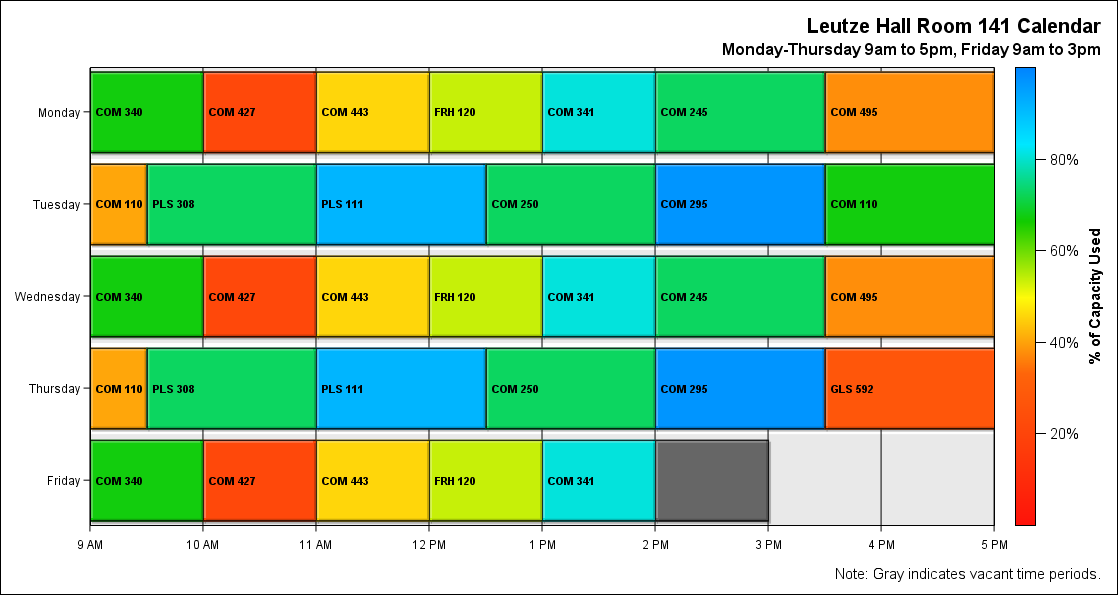 Leutze Hall Room 141 Calendar
Monday-Thursday 9am to 5pm, Friday 9am to 3pm
Monday COM 340 COM 427 COM 443 FRH 120 COM 341 COM 245 COM 495
80%
Tuesday COM 110 PLS 308 PLS 111 COM 250 COM 295 COM 110
60%
Wednesday COM 340 COM 427 COM 443 FRH 120 COM 341 COM 245 COM 495
% of Capacity Used
40%
Thursday COM 110 PLS 308 PLS 111 COM 250 COM 295 GLS 592
20%
Friday COM 340 COM 427 COM 443 FRH 120 COM 341
9 AM 10 AM 11 AM 12 PM 1 PM 2 PM 3 PM 4 PM 5 PM
Note: Gray indicates vacant time periods.